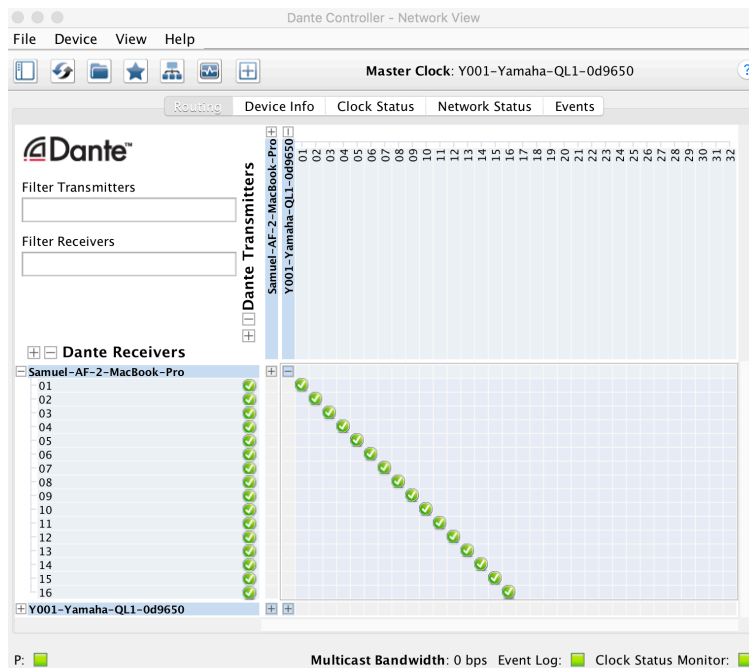 Dante Controller - Network View
File Device View Help
Master Clock: Y001-Yamaha-QL1-0d9650
?
Routing Device Info Clock Status Network Status Events
Dante™
Filter Transmitters
Filter Receivers
Dante Transmitters
Samuel-AF-2-MacBook-Pro
Y001-Yamaha-QL1-0d9650
01 02 03 04 05 06 07 08 09 10 11 12 13 14 15 16 17 18 19 20 21 22 23 24 25 26 27 28 29 30 31 32
Dante Receivers
Samuel-AF-2-MacBook-Pro
01
02
03
04
05
06
07
08
09
10
11
12
13
14
15
16
Y001-Yamaha-QL1-0d9650
P: Multicast Bandwidth: 0 bps Event Log: Clock Status Monitor: